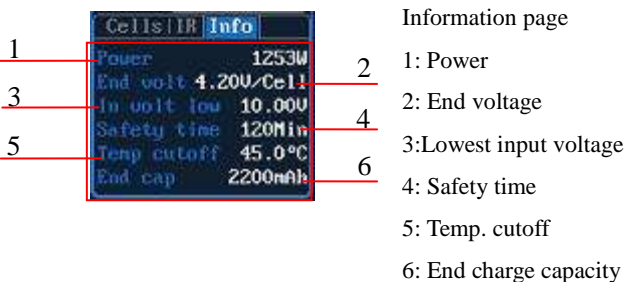 Cells|IR Info
Power 1253W
End volt 4.20V/Cell
In volt low 10.00V
Safety time 120Min
Temp cutoff 45.0°C
End cap 2200mAh
1
2
3
4
5
6
Information page
1: Power
2: End voltage
3:Lowest input voltage
4: Safety time
5: Temp. cutoff
6: End charge capacity